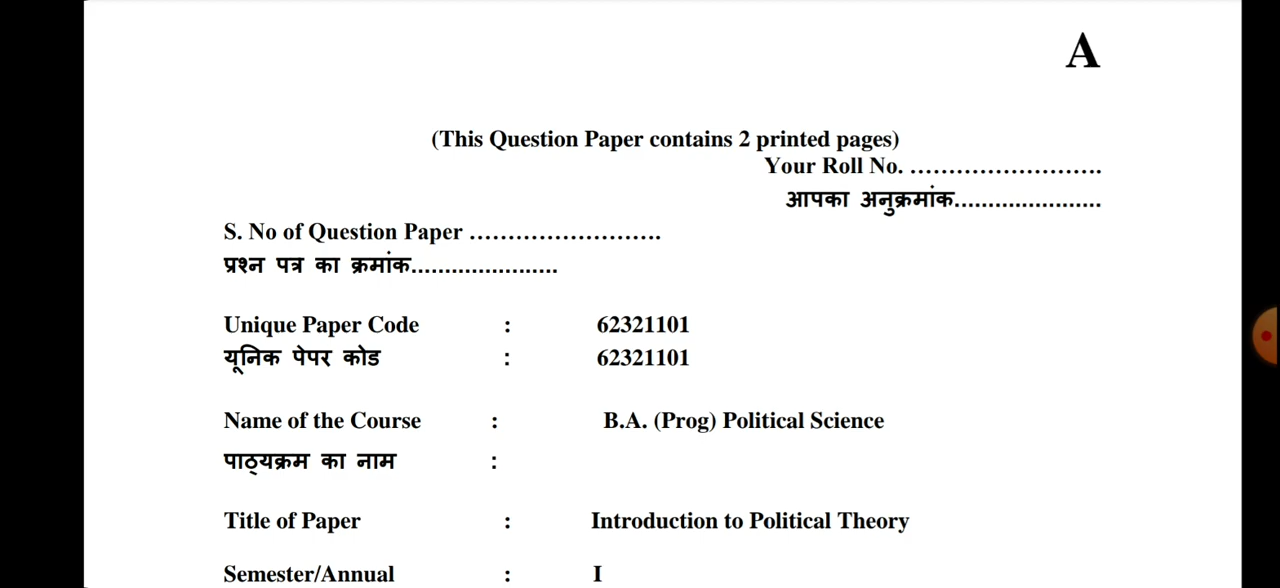 A
(This Question Paper contains 2 printed pages)
Your Roll No. ……………………..
आपका अनुक्रमांक......................
S. No of Question Paper …………………….
प्रश्न पत्र का क्रमांक......................
Unique Paper Code : 62321101
यूनिक पेपर कोड : 62321101
Name of the Course : B.A. (Prog) Political Science
पाठ्यक्रम का नाम :
Title of Paper : Introduction to Political Theory
Semester/Annual : I